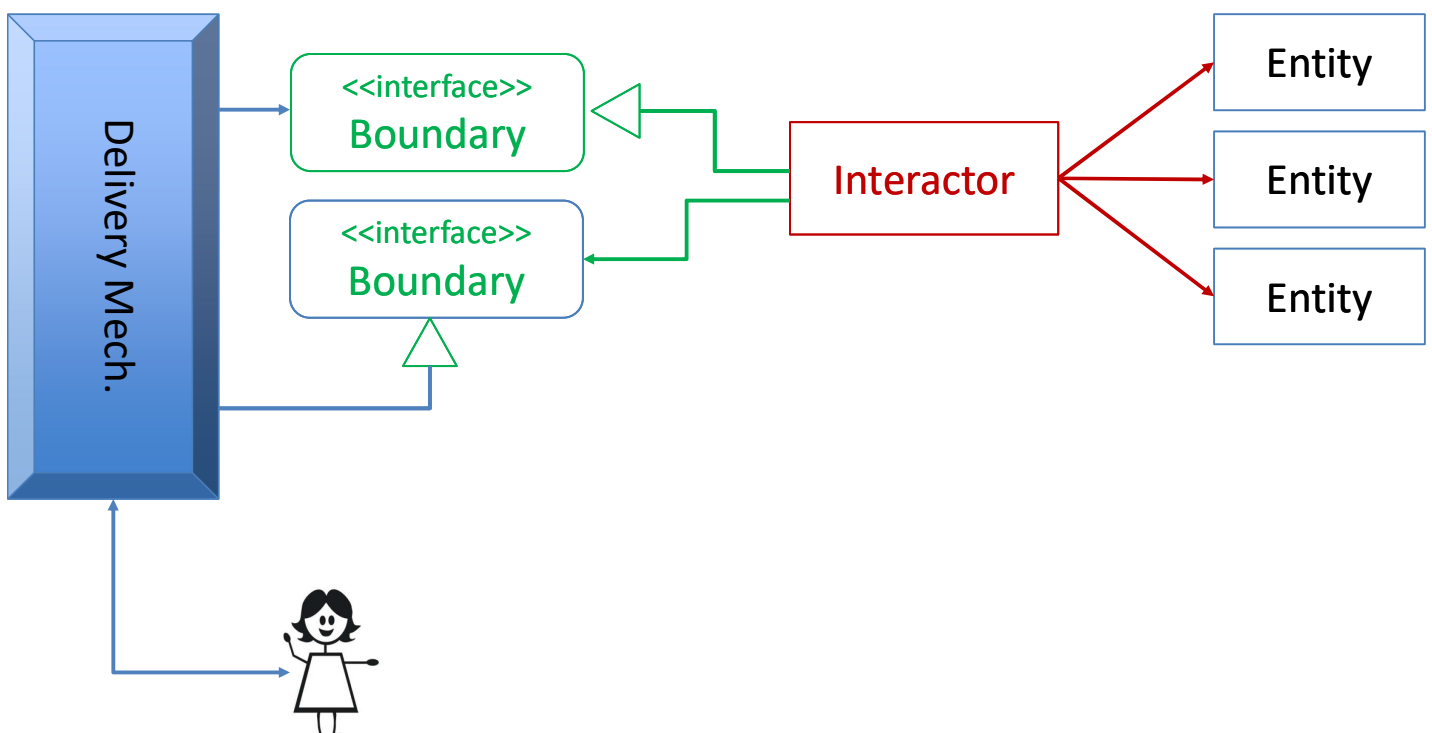 Delivery Mech.
<<interface>>
Boundary
<<interface>>
Boundary
Interactor
Entity
Entity
Entity